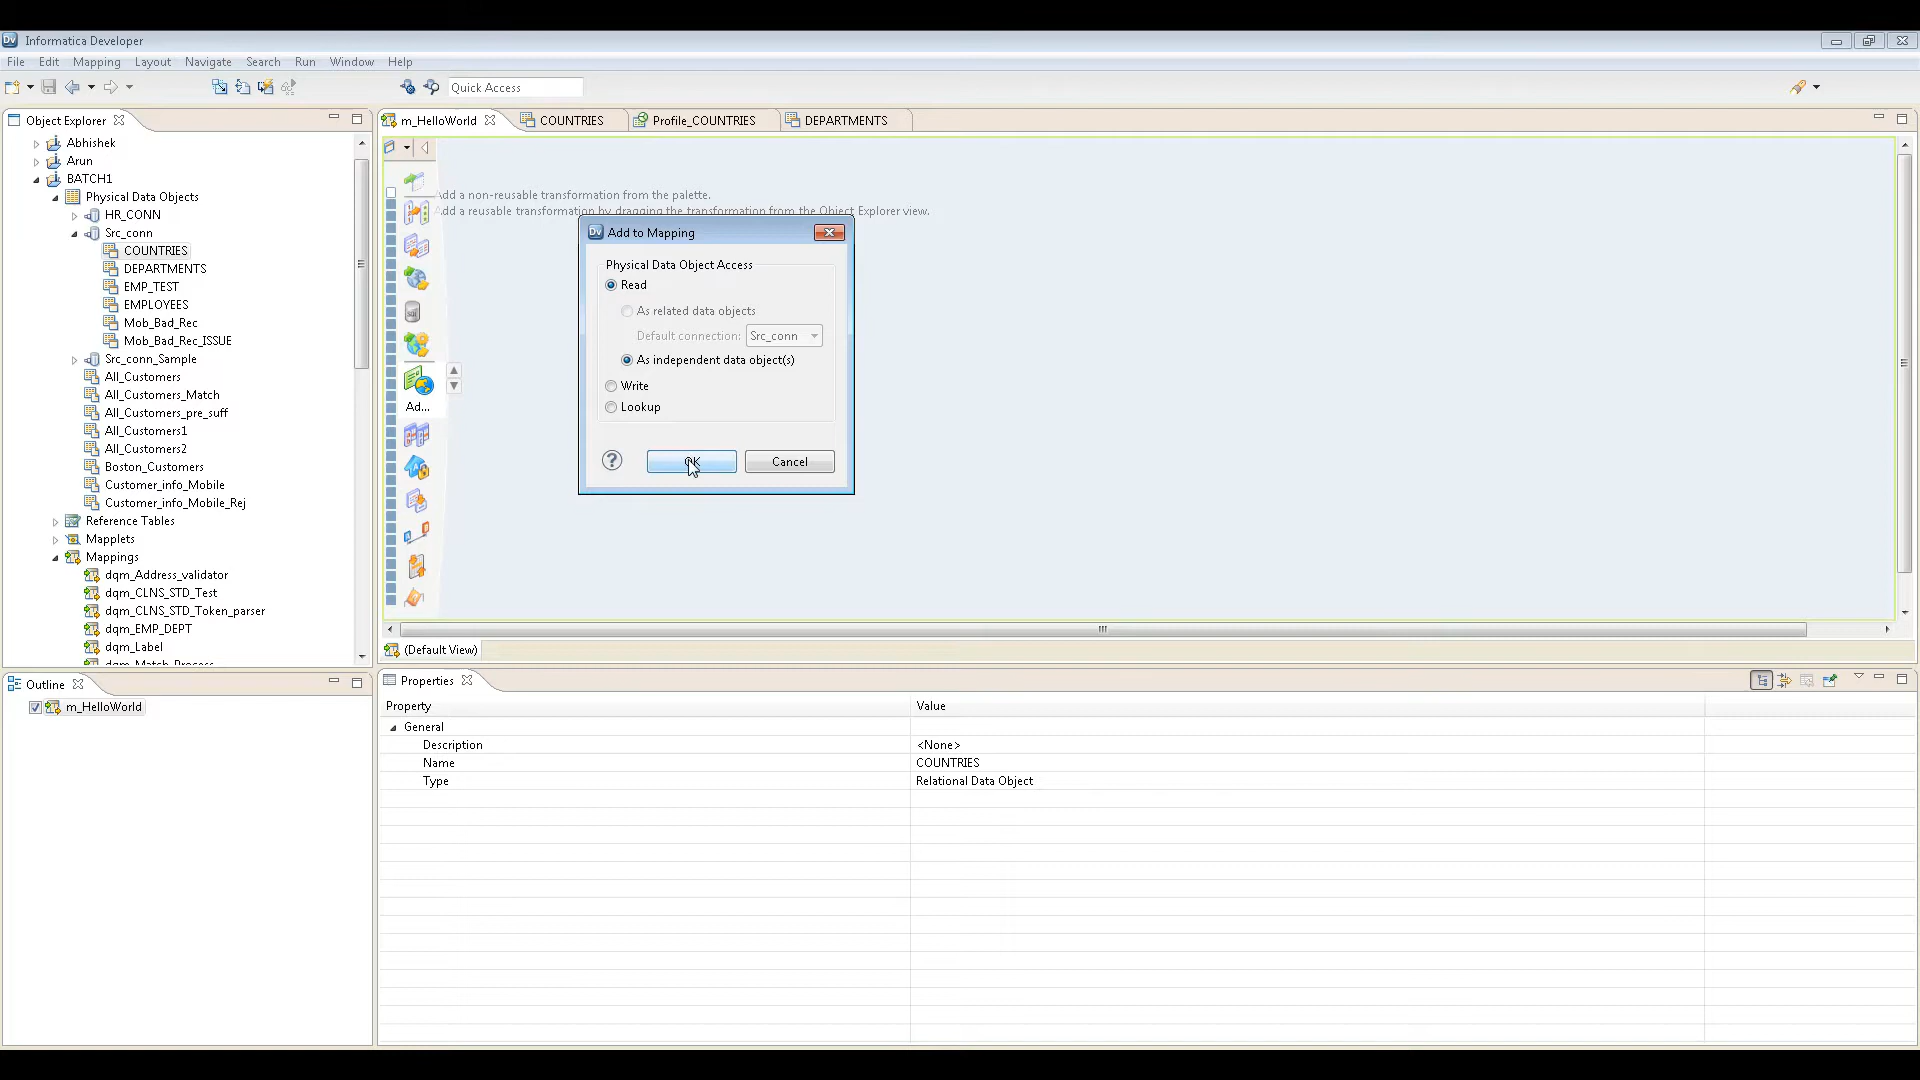 Informatica Developer
File Edit Mapping Layout Navigate Search Run Window Help
Quick Access
Object Explorer
Abhishek
Arun
BATCH1
Physical Data Objects
HR_CONN
Src_conn
COUNTRIES
DEPARTMENTS
EMP_TEST
EMPLOYEES
Mob_Bad_Rec
Mob_Bad_Rec_ISSUE
Src_conn_Sample
All_Customers
All_Customers_Match
All_Customers_pre_suff
All_Customers1
All_Customers2
Boston_Customers
Customer_info_Mobile
Customer_info_Mobile_Rej
Reference Tables
Mapplets
Mappings
dqm_Address_validator
dqm_CLNS_STD_Test
dqm_CLNS_STD_Token_parser
dqm_EMP_DEPT
dqm_Label
dqm_Match_Process
Outline
m_HelloWorld
m_HelloWorld COUNTRIES Profile_COUNTRIES DEPARTMENTS
Add a non-reusable transformation from the palette.
Add a reusable transformation by dragging the transformation from the Object Explorer view.
Ad...
Add to Mapping
Physical Data Object Access
Read
As related data objects
Default connection: Src_conn
As independent data object(s)
Write
Lookup
OK Cancel
(Default View)
Properties
Property Value
General
Description <None>
Name COUNTRIES
Type Relational Data Object